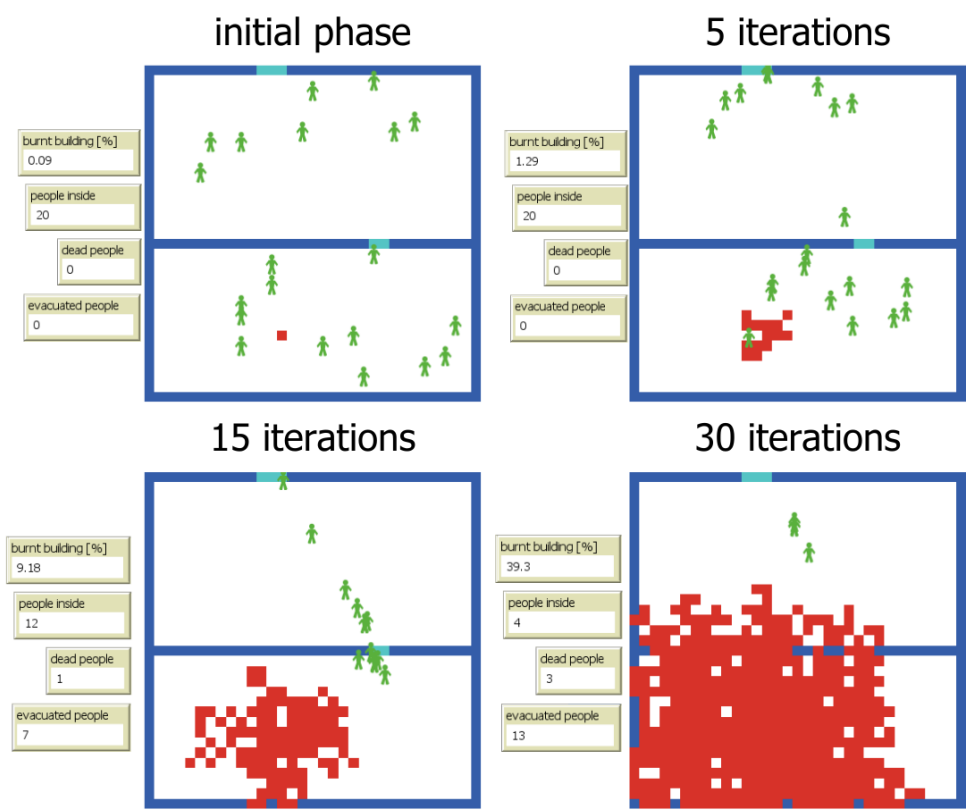 initial phase
burnt building [%]
0.09
people inside
20
dead people
0
evacuated people
0
5 iterations
burnt building [%]
1.29
people inside
20
dead people
0
evacuated people
0
15 iterations
burnt building [%]
9.18
people inside
12
dead people
1
evacuated people
7
30 iterations
burnt building [%]
39.3
people inside
4
dead people
3
evacuated people
13